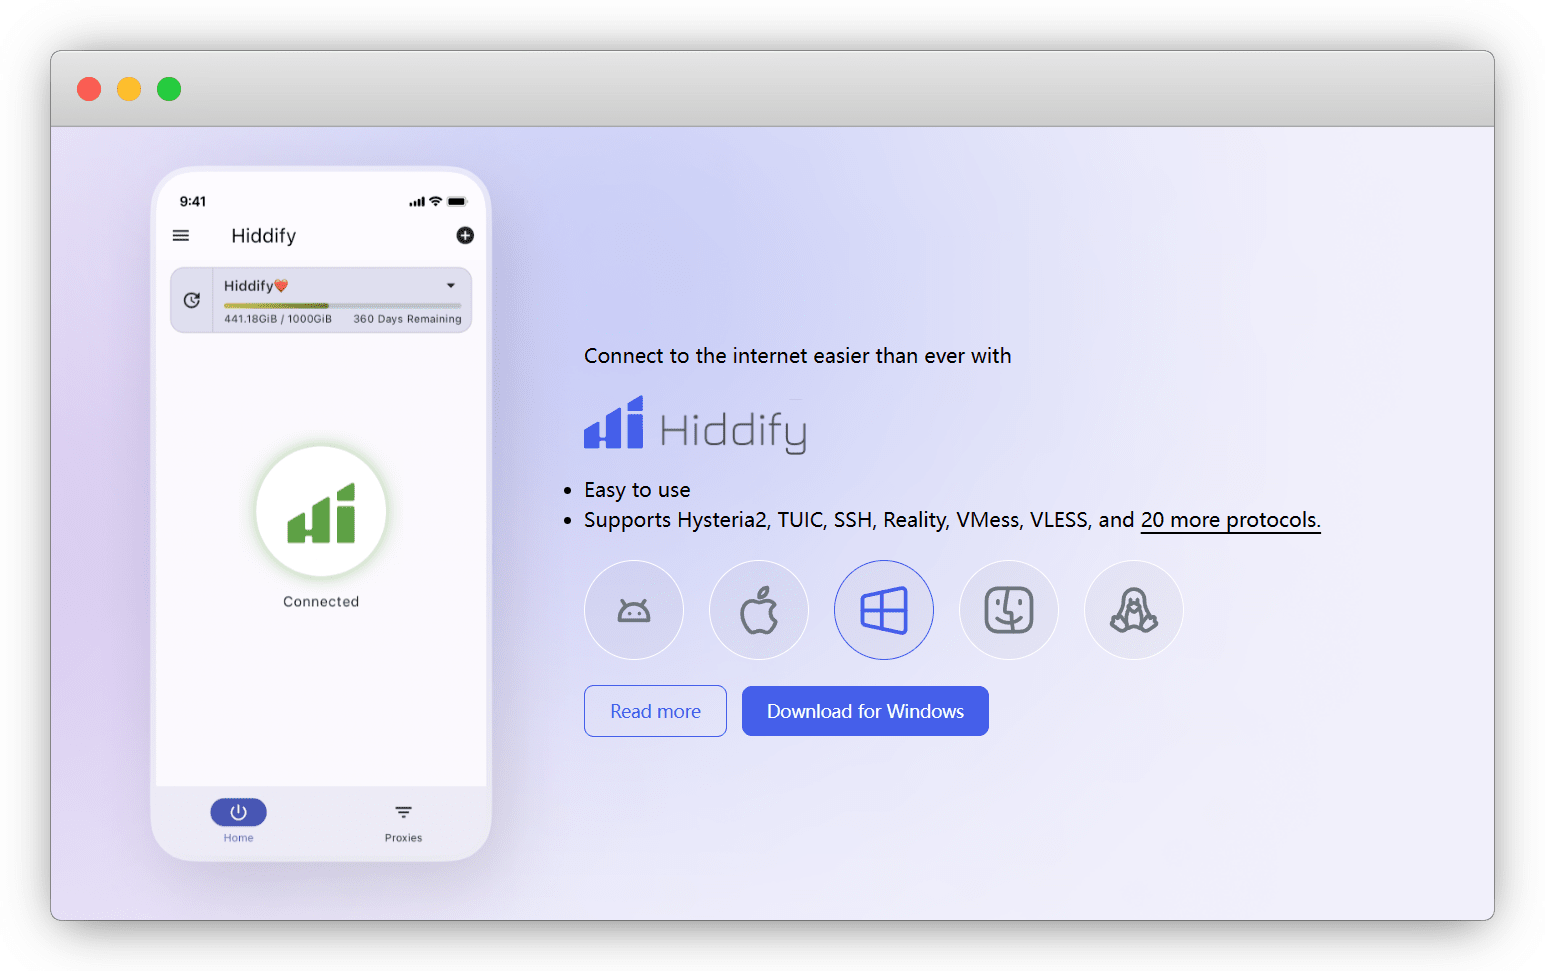 9:41
Hiddify
Hiddify❤️
441.18GiB / 1000GiB 360 Days Remaining
Connected
Home Proxies
Connect to the internet easier than ever with
Hiddify
Easy to use
Supports Hysteria2, TUIC, SSH, Reality, VMess, VLESS, and 20 more protocols.
Read more Download for Windows